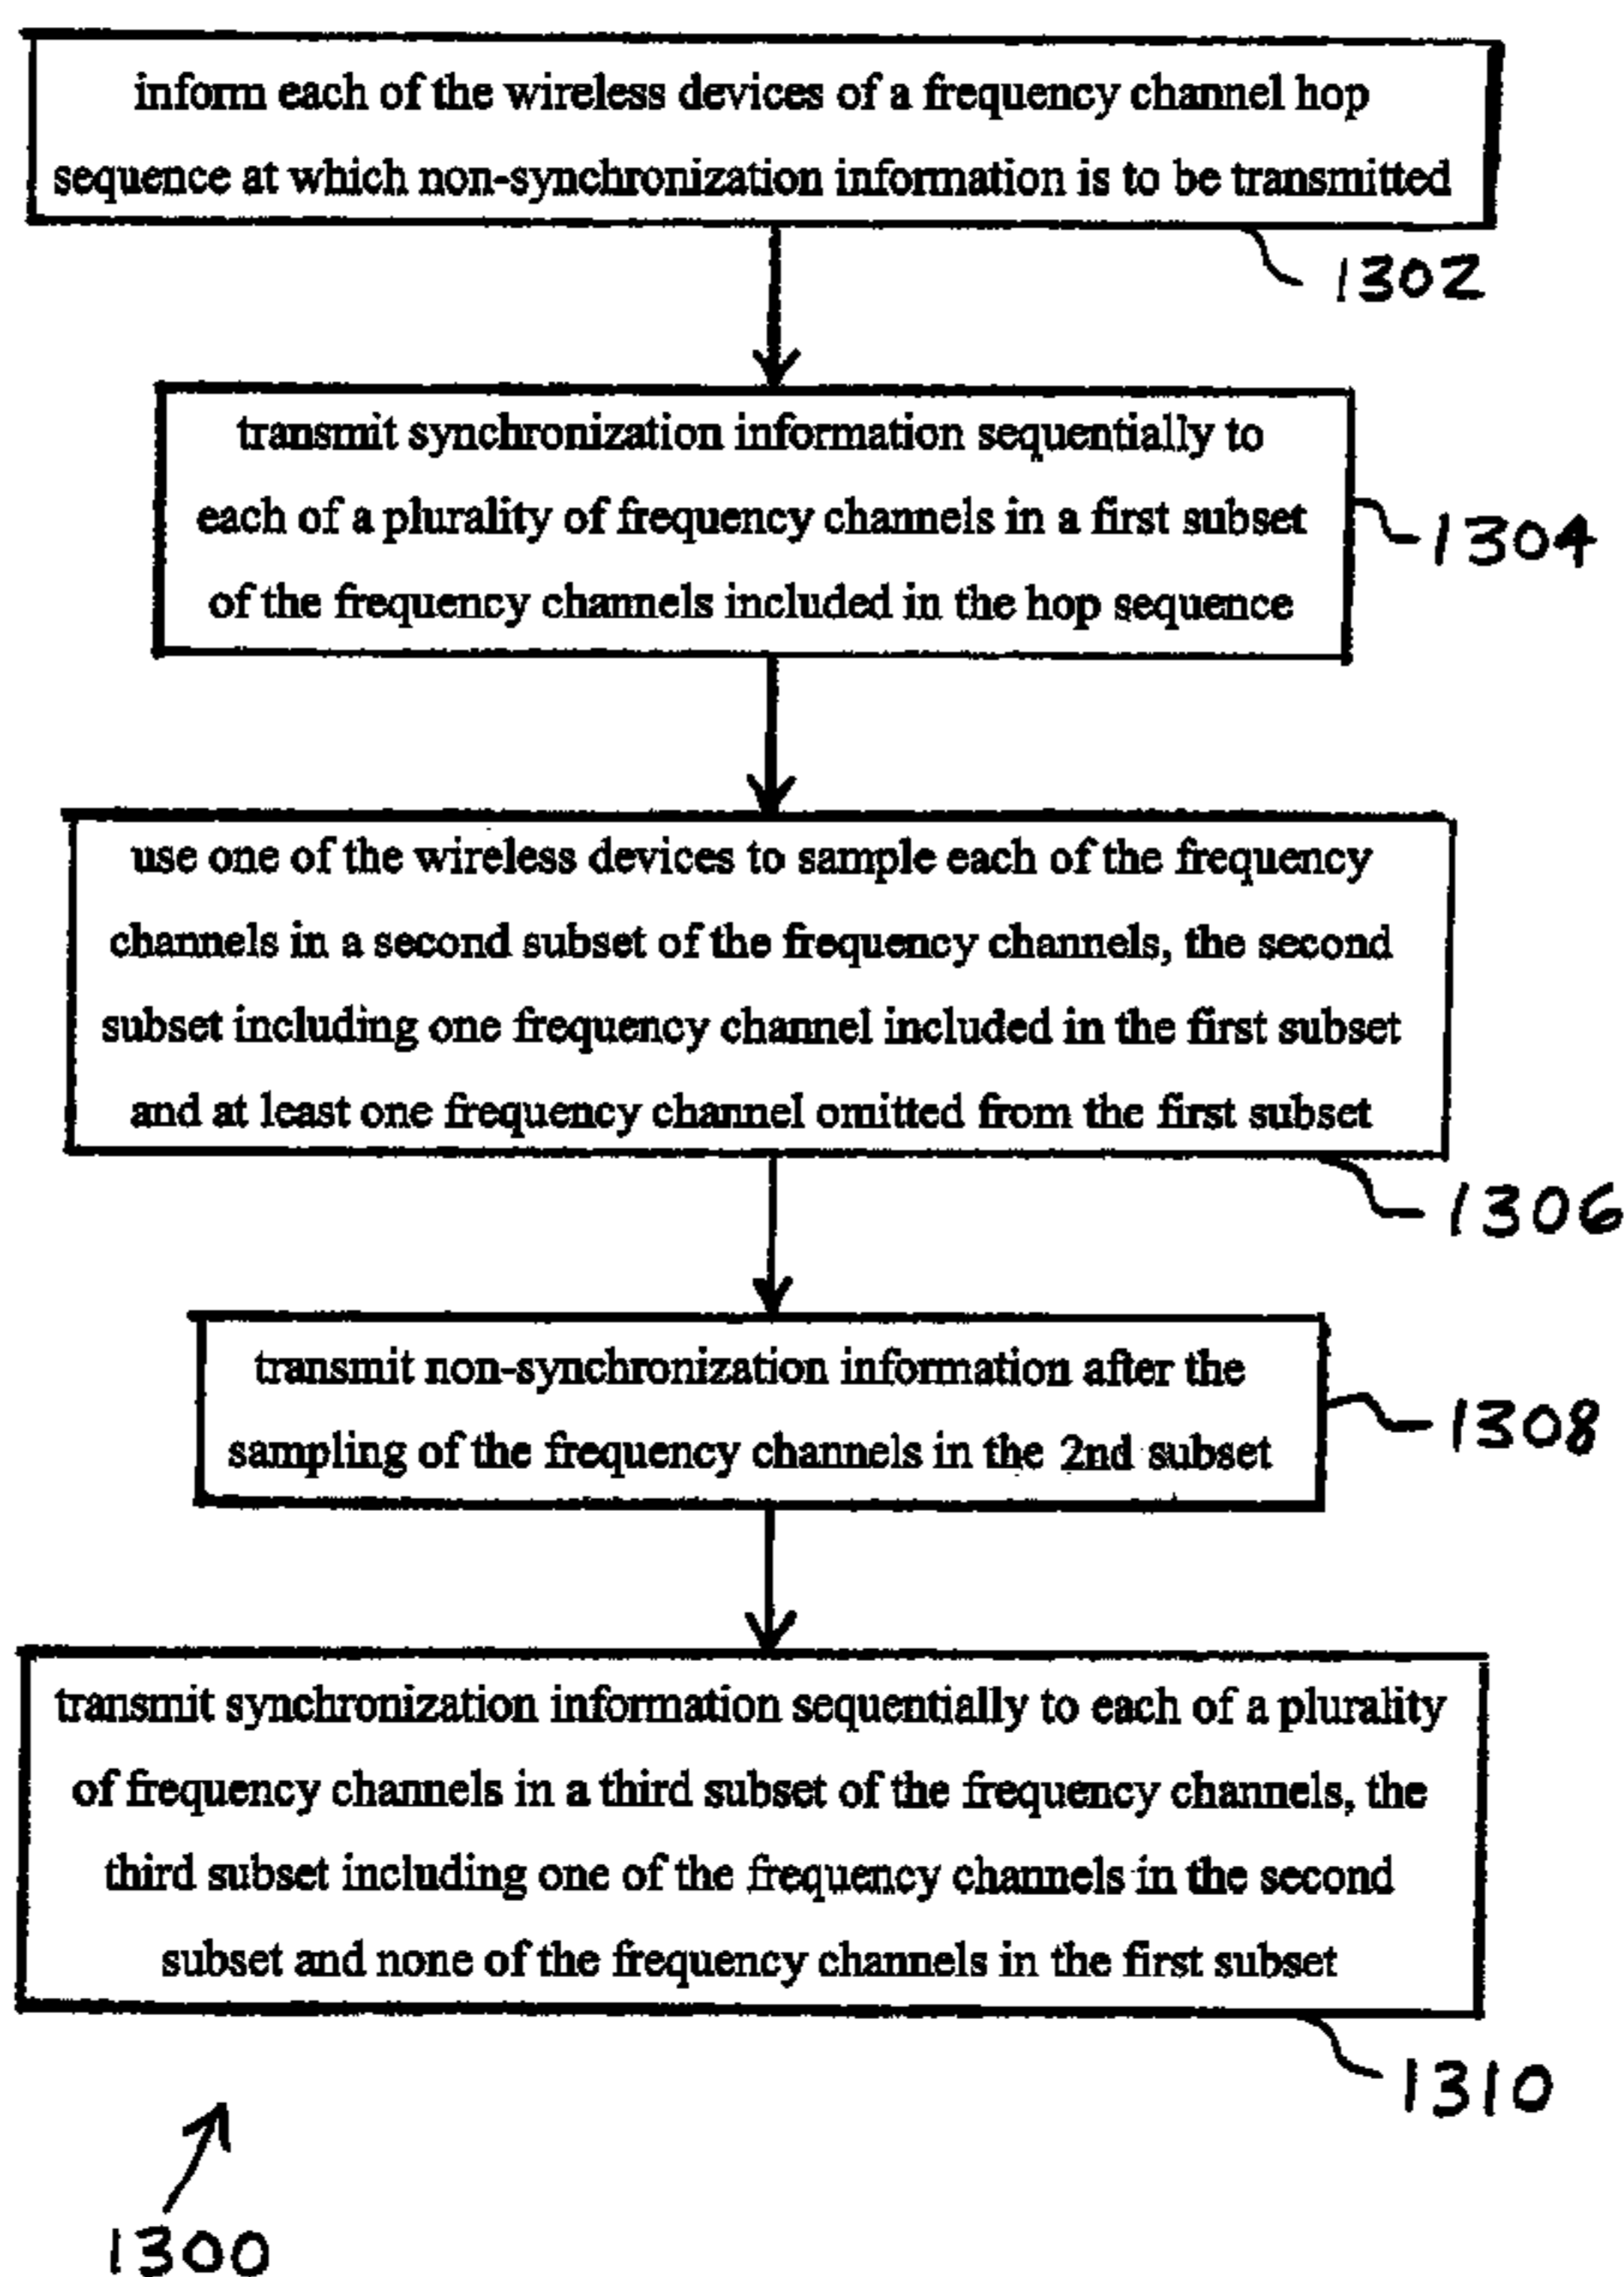 inform each of the wireless devices of a frequency channel hop
sequence at which non-synchronization information is to be transmitted
1302
transmit synchronization information sequentially to
each of a plurality of frequency channels in a first subset
of the frequency channels included in the hop sequence
1304
use one of the wireless devices to sample each of the frequency
channels in a second subset of the frequency channels, the second
subset including one frequency channel included in the first subset
and at least one frequency channel omitted from the first subset
1306
transmit non-synchronization information after the
sampling of the frequency channels in the 2nd subset
1308
transmit synchronization information sequentially to each of a plurality
of frequency channels in a third subset of the frequency channels, the
third subset including one of the frequency channels in the second
subset and none of the frequency channels in the first subset
1310
1300